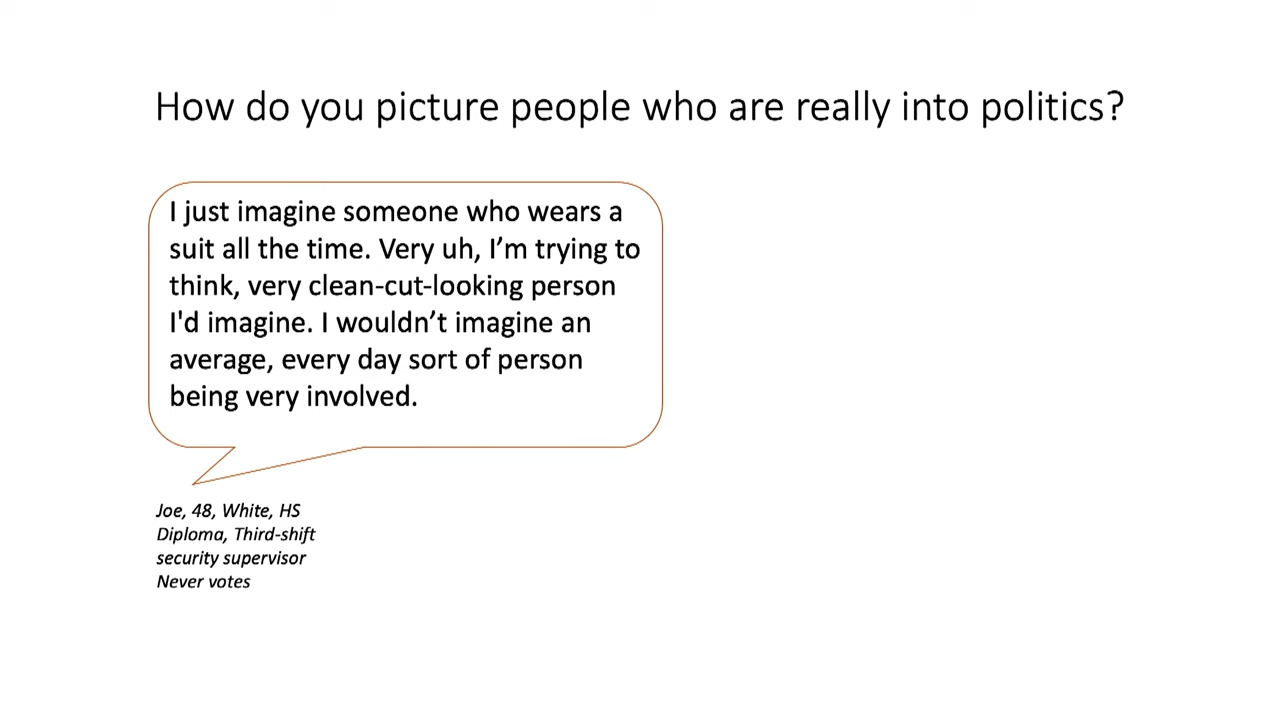 How do you picture people who are really into politics?
I just imagine someone who wears a
suit all the time. Very uh, I’m trying to
think, very clean-cut-looking person
I'd imagine. I wouldn’t imagine an
average, every day sort of person
being very involved.
Joe, 48, White, HS
Diploma, Third-shift
security supervisor
Never votes